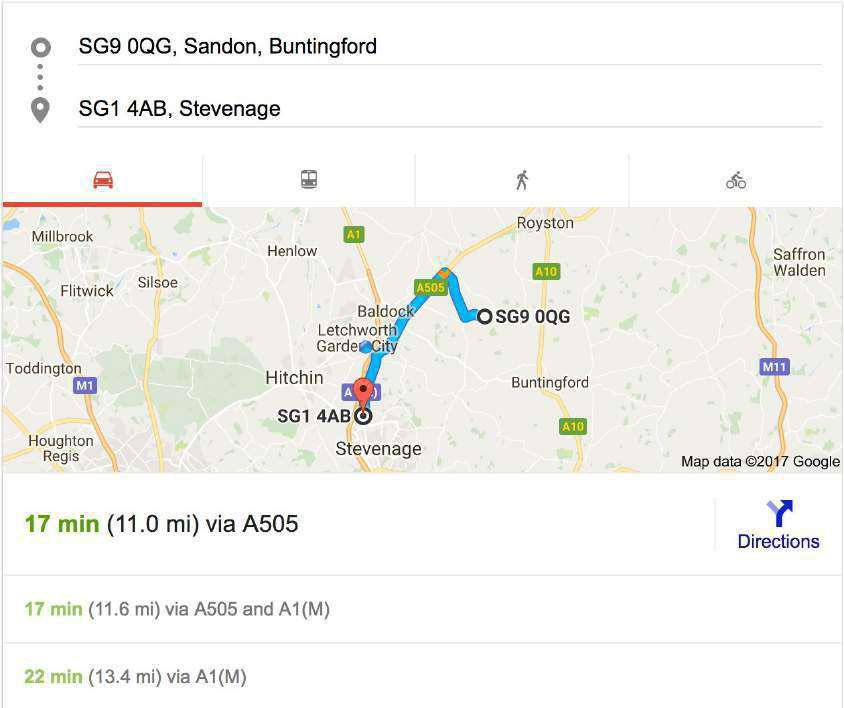 SG9 0QG, Sandon, Buntingford
SG1 4AB, Stevenage
Millbrook
A1
Royston
Henlow
Saffron
Walden
A10
Silsoe
Flitwick
A505
Baldock
SG9 0QG
Letchworth
Garden City
Toddington
M11
Hitchin
M1
Buntingford
SG1 4AB
A10
Houghton
Regis
Stevenage
Map data ©2017 Google
17 min (11.0 mi) via A505
Directions
17 min (11.6 mi) via A505 and A1(M)
22 min (13.4 mi) via A1(M)